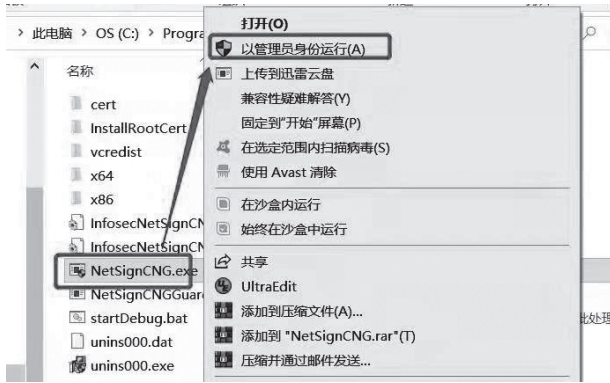 此电脑 > OS (C:) > Progra
名称
cert
InstallRootCert
vcredist
x64
x86
InfosecNetSignCN
InfosecNetSignCN
NetSignCNG.exe
NetSignCNGGuar
startDebug.bat
unins000.dat
unins000.exe
打开(O)
以管理员身份运行(A)
上传到迅雷云盘
兼容性疑难解答(Y)
固定到"开始"屏幕(P)
在选定范围内扫描病毒(S)
使用 Avast 清除
在沙盒内运行
始终在沙盒中运行
共享
UltraEdit
添加到压缩文件(A)...
添加到 "NetSignCNG.rar"(T)
压缩并通过邮件发送...
批处理